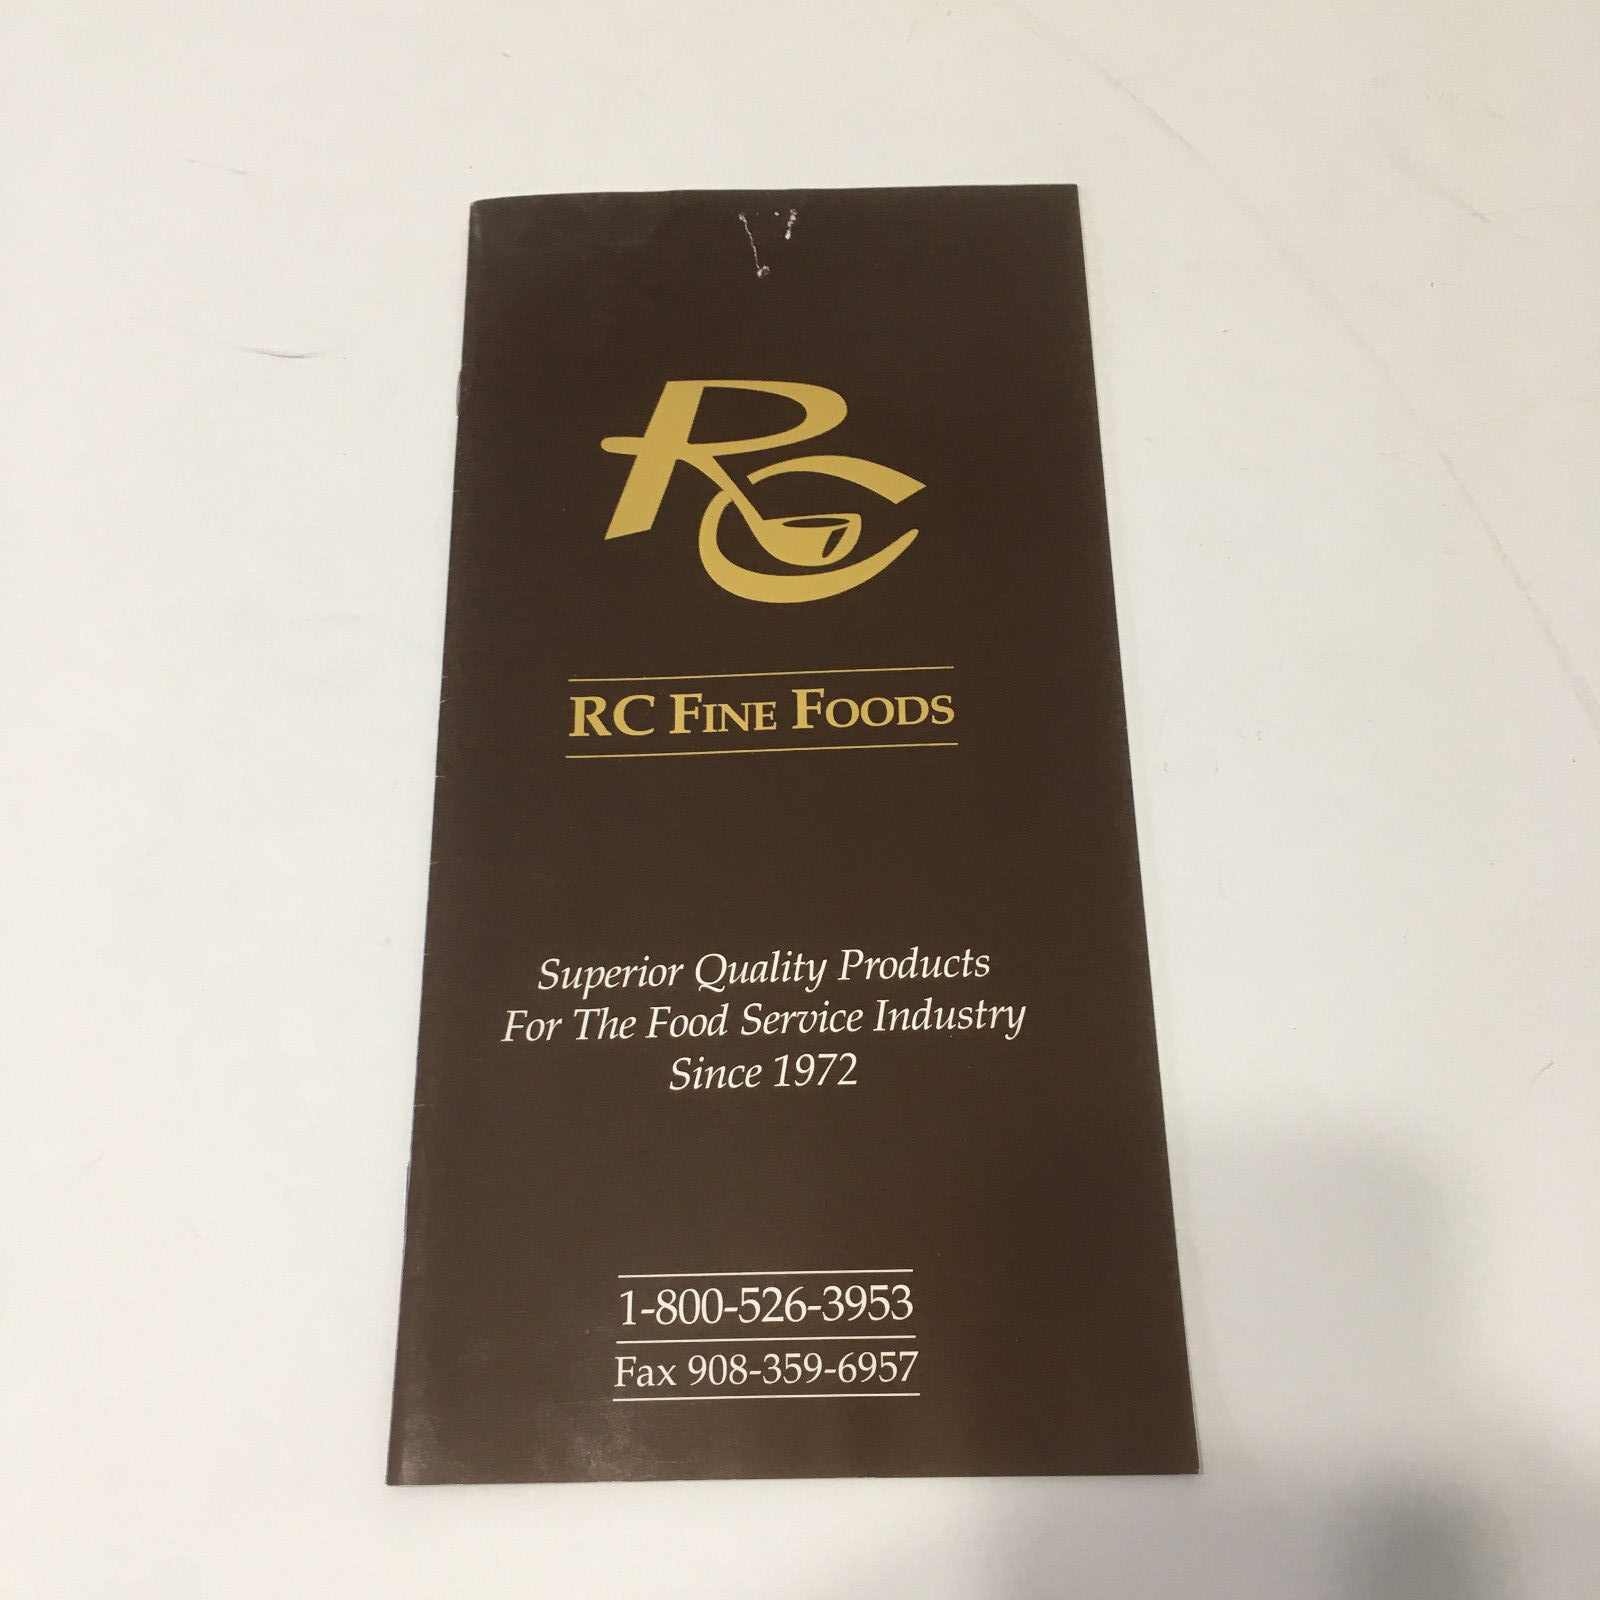 RC
RC FINE FOODS
Superior Quality Products
For The Food Service Industry
Since 1972
1-800-526-3953
Fax 908-359-6957